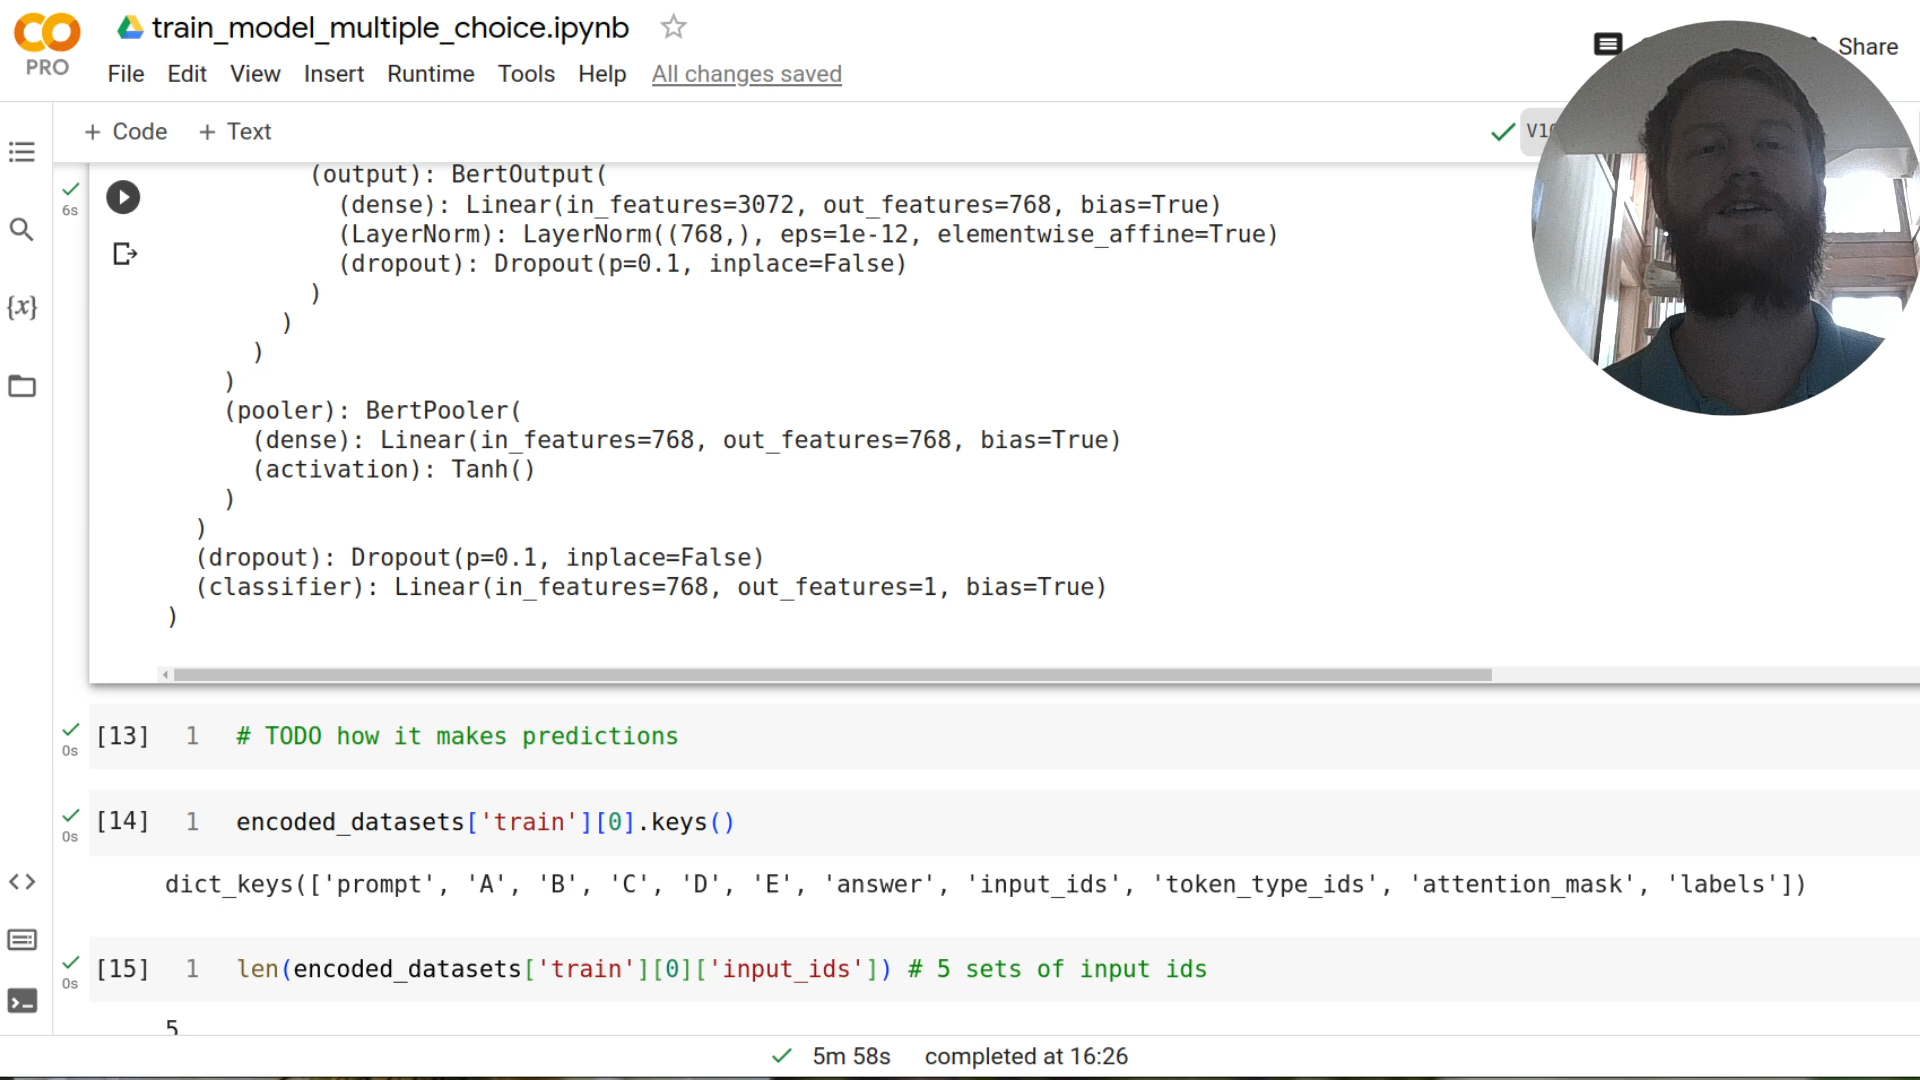 train_model_multiple_choice.ipynb
PRO
File Edit View Insert Runtime Tools Help All changes saved
Share
+ Code + Text
(output): BertOutput(
6s
(dense): Linear(in_features=3072, out_features=768, bias=True)
(LayerNorm): LayerNorm((768,), eps=1e-12, elementwise_affine=True)
(dropout): Dropout(p=0.1, inplace=False)
)
)
)
)
(pooler): BertPooler(
(dense): Linear(in_features=768, out_features=768, bias=True)
(activation): Tanh()
)
)
(dropout): Dropout(p=0.1, inplace=False)
(classifier): Linear(in_features=768, out_features=1, bias=True)
)
[13] 1 # TODO how it makes predictions
0s
[14] 1 encoded_datasets['train'][0].keys()
0s
dict_keys(['prompt', 'A', 'B', 'C', 'D', 'E', 'answer', 'input_ids', 'token_type_ids', 'attention_mask', 'labels'])
[15] 1 len(encoded_datasets['train'][0]['input_ids']) # 5 sets of input ids
0s
5
5m 58s completed at 16:26